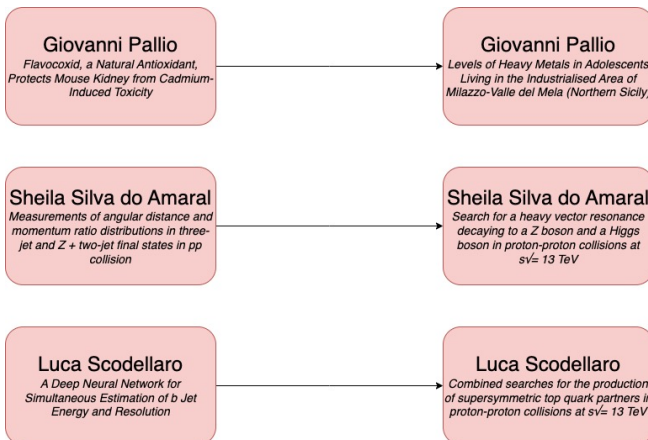 Giovanni Pallio
Flavocoxid, a Natural Antioxidant,
Protects Mouse Kidney from Cadmium-
Induced Toxicity
Giovanni Pallio
Levels of Heavy Metals in Adolescents
Living in the Industrialised Area of
Milazzo-Valle del Mela (Northern Sicily)
Sheila Silva do Amaral
Measurements of angular distance and
momentum ratio distributions in three-
jet and Z + two-jet final states in pp
collision
Sheila Silva do Amaral
Search for a heavy vector resonance
decaying to a Z boson and a Higgs
boson in proton-proton collisions at
s√= 13 TeV
Luca Scodellaro
A Deep Neural Network for
Simultaneous Estimation of b Jet
Energy and Resolution
Luca Scodellaro
Combined searches for the production
of supersymmetric top quark partners in
proton-proton collisions at s√= 13 TeV